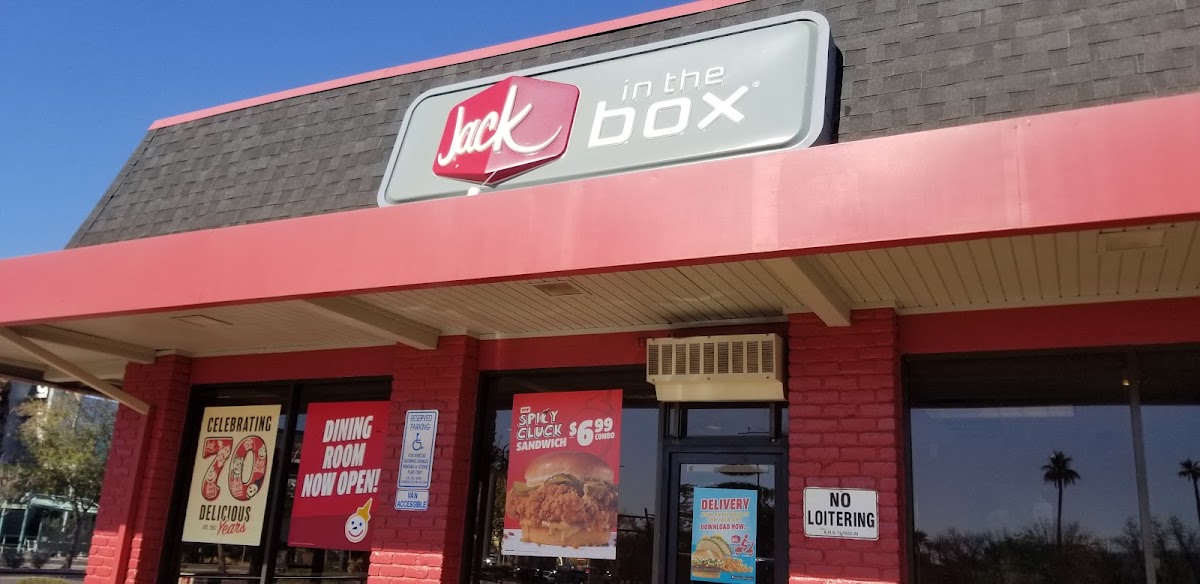 Jack
in the
box®
CELEBRATING
70
DELICIOUS
Years
DINING
ROOM
NOW OPEN!
RESERVED
PARKING
VAN
ACCESSIBLE
SPICY
CLUCK
SANDWICH
$6.99
COMBO
DELIVERY
DOWNLOAD NOW.
NO
LOITERING